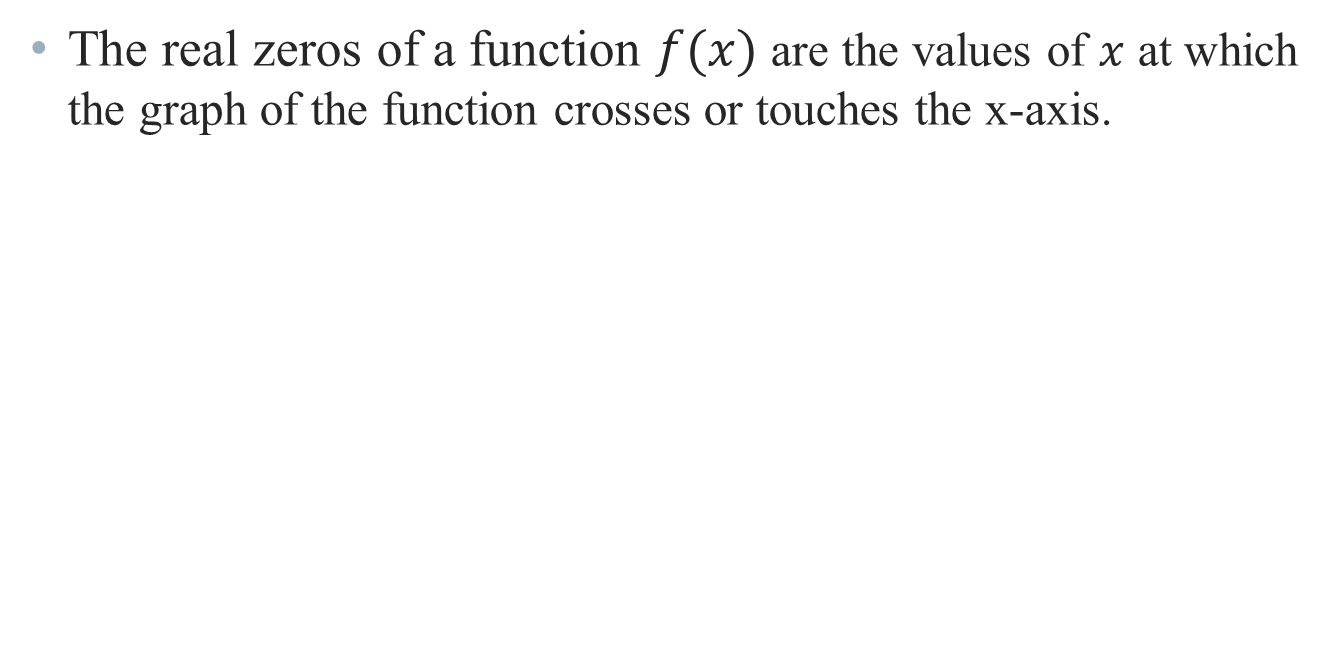 • The real zeros of a function f(x) are the values of x at which
the graph of the function crosses or touches the x-axis.